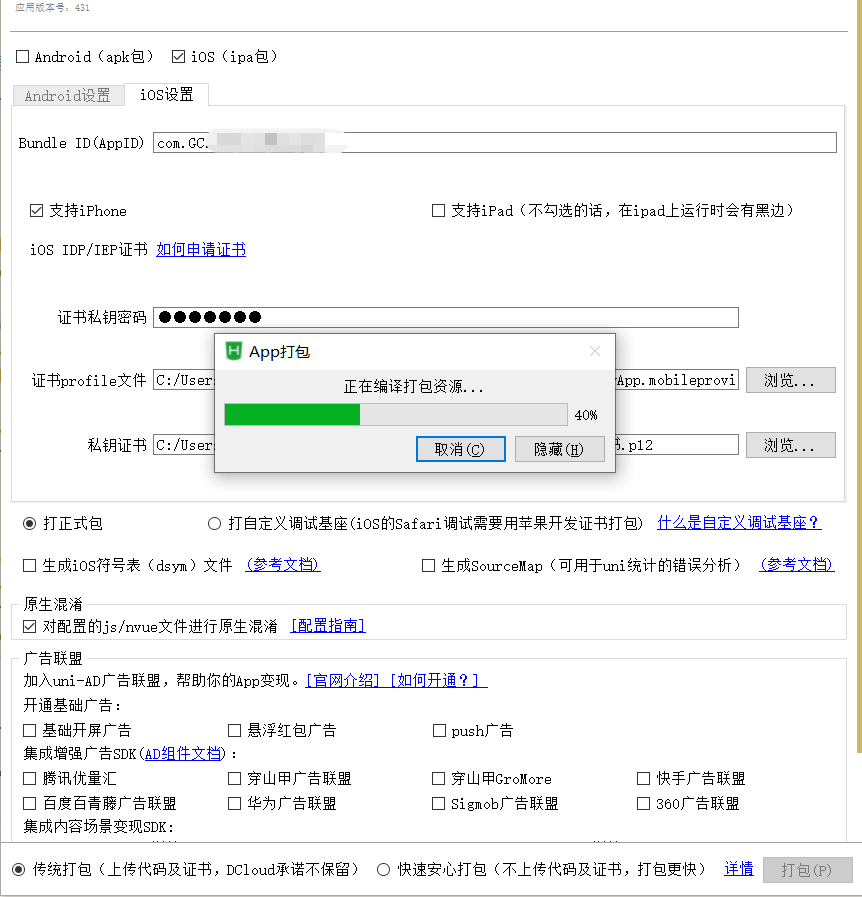 应用版本号: 431
Android（apk包） iOS（ipa包）
Android设置 iOS设置
Bundle ID(AppID) com.GC.
支持iPhone 支持iPad（不勾选的话，在ipad上运行时会有黑边）
iOS IDP/IEP证书 如何申请证书
证书私钥密码 ●●●●●●●
App打包
正在编译打包资源...
证书profile文件 C:/User App.mobileprovi 浏览...
40%
私钥证书 C:/User .p12 浏览...
取消(C) 隐藏(H)
打正式包 打自定义调试基座(iOS的Safari调试需要用苹果开发证书打包) 什么是自定义调试基座？
生成iOS符号表（dsym）文件 (参考文档) 生成SourceMap（可用于uni统计的错误分析） (参考文档)
原生混淆
对配置的js/nvue文件进行原生混淆 [配置指南]
广告联盟
加入uni-AD广告联盟，帮助你的App变现。[官网介绍] [如何开通？]
开通基础广告：
基础开屏广告 悬浮红包广告 push广告
集成增强广告SDK(AD组件文档)：
腾讯优量汇 穿山甲广告联盟 穿山甲GroMore 快手广告联盟
百度百青藤广告联盟 华为广告联盟 Sigmob广告联盟 360广告联盟
集成内容场景变现SDK:
传统打包（上传代码及证书，DCloud承诺不保留） 快速安心打包（不上传代码及证书，打包更快） 详情 打包(P)